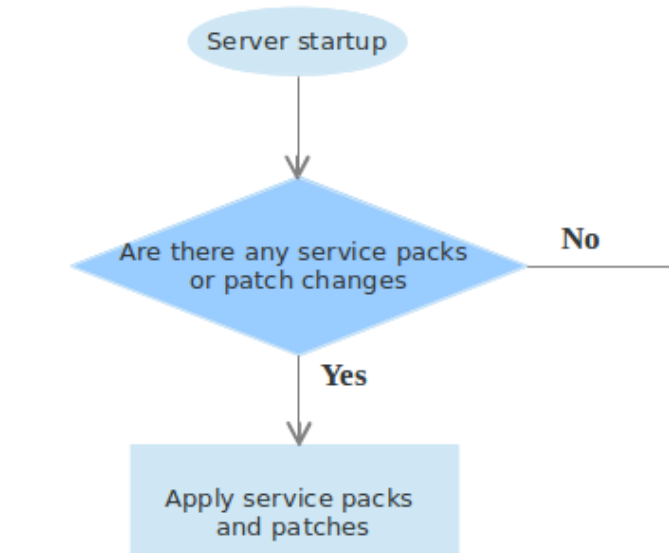 Server startup
Are there any service packs
or patch changes
No
Yes
Apply service packs
and patches